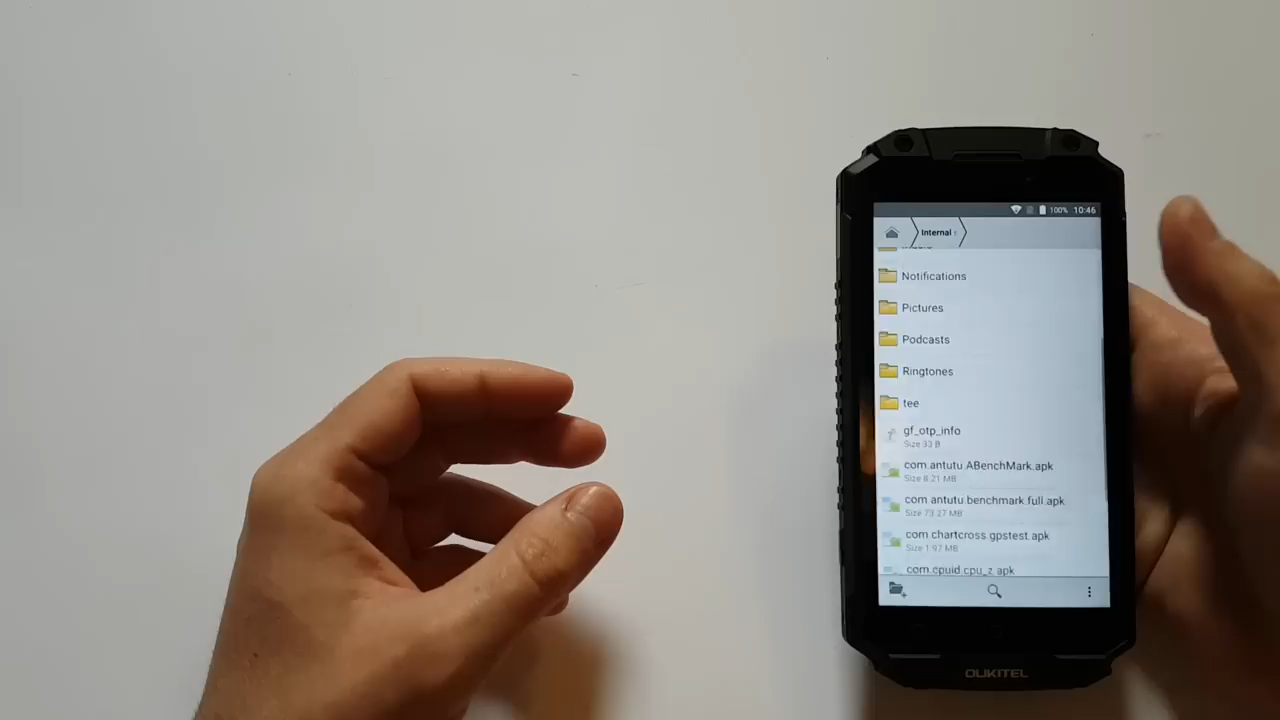 100% 10:46
Internal
Notifications
Pictures
Podcasts
Ringtones
tee
gf_otp_info
Size 33 B
com.antutu.ABenchMark.apk
Size 8.21 MB
com.antutu.benchmark.full.apk
Size 73.27 MB
com.chartcross.gpstest.apk
Size 1.97 MB
com.cpuid.cpu_z.apk
OUKITEL